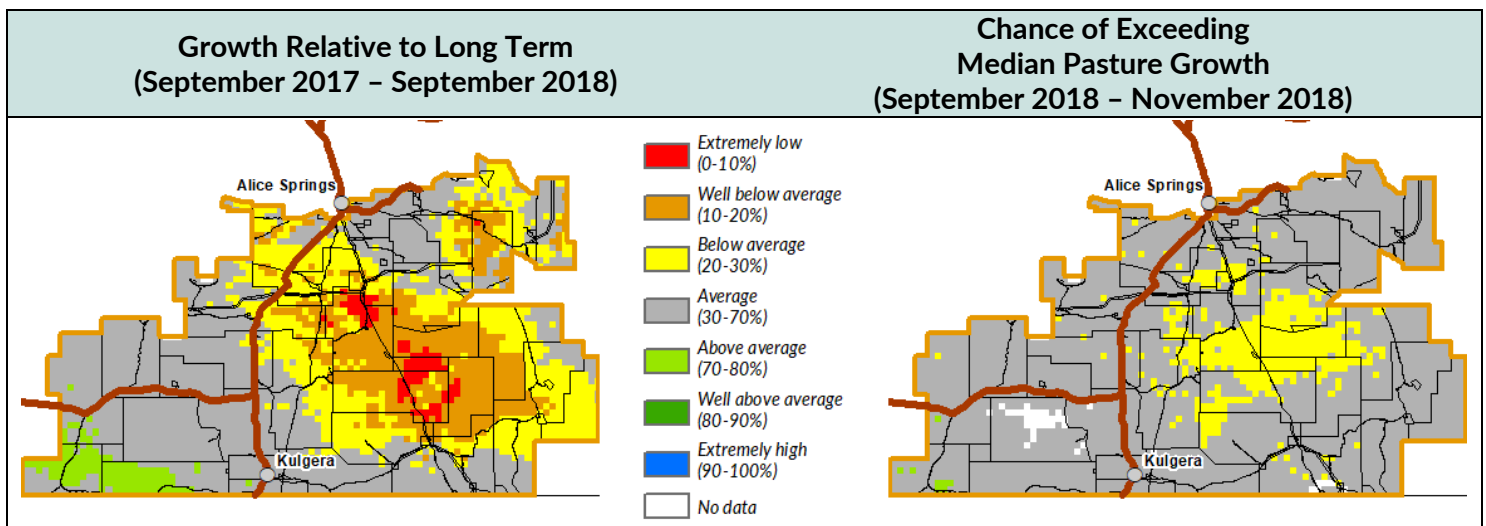 Growth Relative to Long Term
(September 2017 – September 2018)
Chance of Exceeding
Median Pasture Growth
(September 2018 – November 2018)
Alice Springs
Kulgera
Extremely low
(0-10%)
Well below average
(10-20%)
Below average
(20-30%)
Average
(30-70%)
Above average
(70-80%)
Well above average
(80-90%)
Extremely high
(90-100%)
No data
Alice Springs
Kulgera